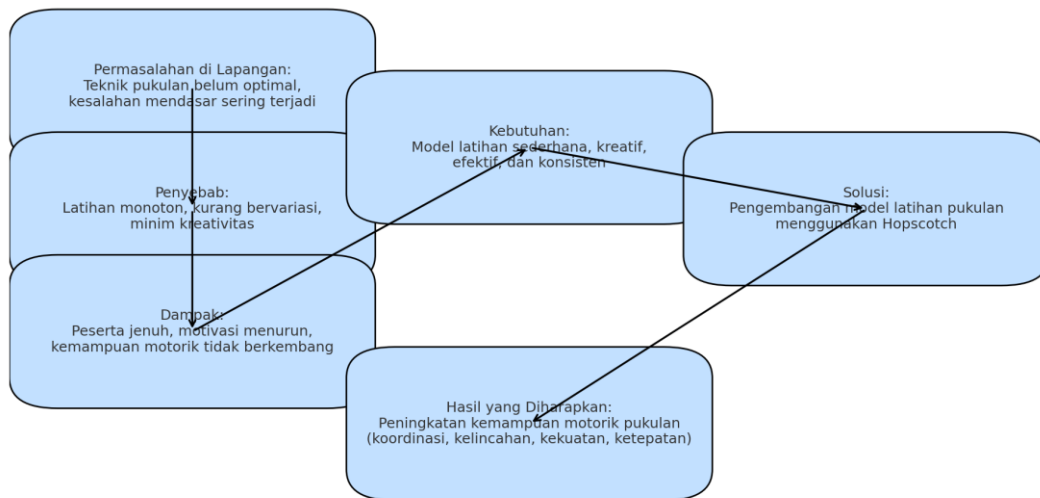 Permasalahan di Lapangan:
Teknik pukulan belum optimal,
kesalahan mendasar sering terjadi
Penyebab:
Latihan monoton, kurang bervariasi,
minim kreativitas
Dampak:
Peserta jenuh, motivasi menurun,
kemampuan motorik tidak berkembang
Kebutuhan:
Model latihan sederhana, kreatif,
efektif, dan konsisten
Solusi:
Pengembangan model latihan pukulan
menggunakan Hopscotch
Hasil yang Diharapkan:
Peningkatan kemampuan motorik pukulan
(koordinasi, kelincahan, kekuatan, ketepatan)